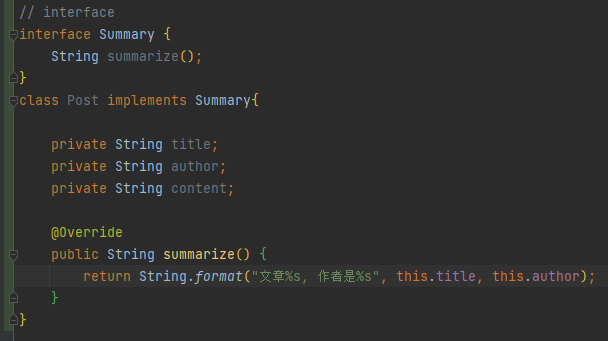 // interface
interface Summary {
    String summarize();
}
class Post implements Summary{

    private String title;
    private String author;
    private String content;

    @Override
    public String summarize() {
        return String.format("文章%s, 作者是%s", this.title, this.author);
    }
}